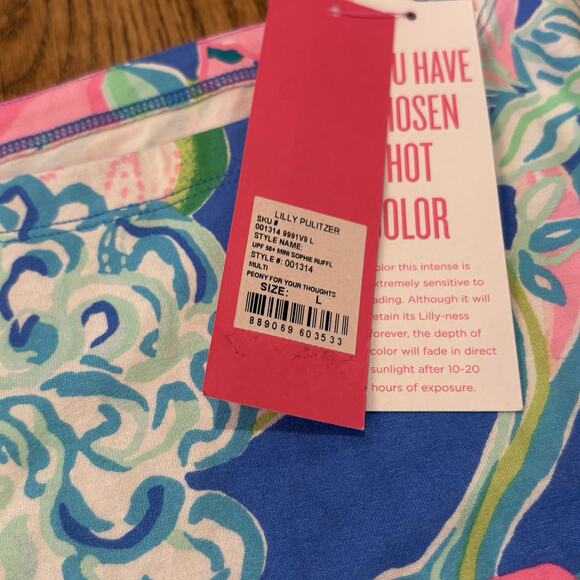 LILLY PULITZER
SKU #
001314 9991V9 L
STYLE NAME:
UPF 50+ MINI SOPHIE RUFFL
STYLE #: 001314
MULTI
PEONY FOR YOUR THOUGHTS
SIZE: L
889069 603533
OU HAVE
HOSEN
HOT
OLOR
olor this intense is
xtremely sensitive to
ading. Although it will
etain its Lilly-ness
orever, the depth of
color will fade in direct
sunlight after 10-20
hours of exposure.